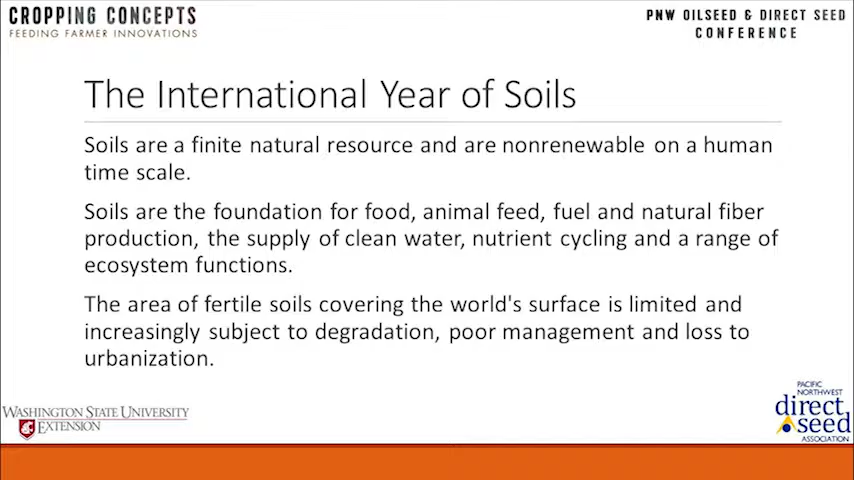 CROPPING CONCEPTS
FEEDING FARMER INNOVATIONS
PNW OILSEED & DIRECT SEED
CONFERENCE
The International Year of Soils
Soils are a finite natural resource and are nonrenewable on a human
time scale.
Soils are the foundation for food, animal feed, fuel and natural fiber
production, the supply of clean water, nutrient cycling and a range of
ecosystem functions.
The area of fertile soils covering the world's surface is limited and
increasingly subject to degradation, poor management and loss to
urbanization.
WASHINGTON STATE UNIVERSITY
EXTENSION
PACIFIC
NORTHWEST
direct
seed
ASSOCIATION